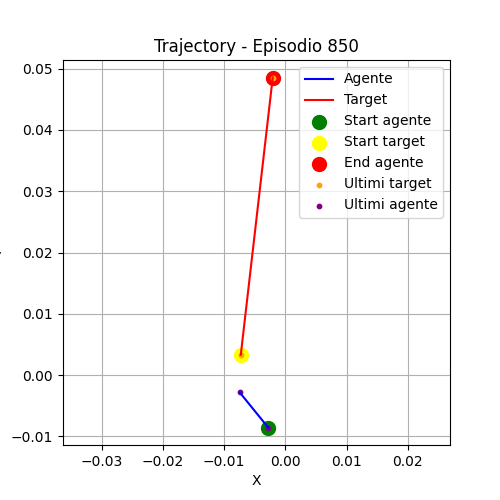 Trajectory - Episodio 850
0.05
0.04
0.03
0.02
0.01
0.00
−0.01
−0.03
−0.02
−0.01
0.00
0.01
0.02
X
Agente
Target
Start agente
Start target
End agente
Ultimi target
Ultimi agente